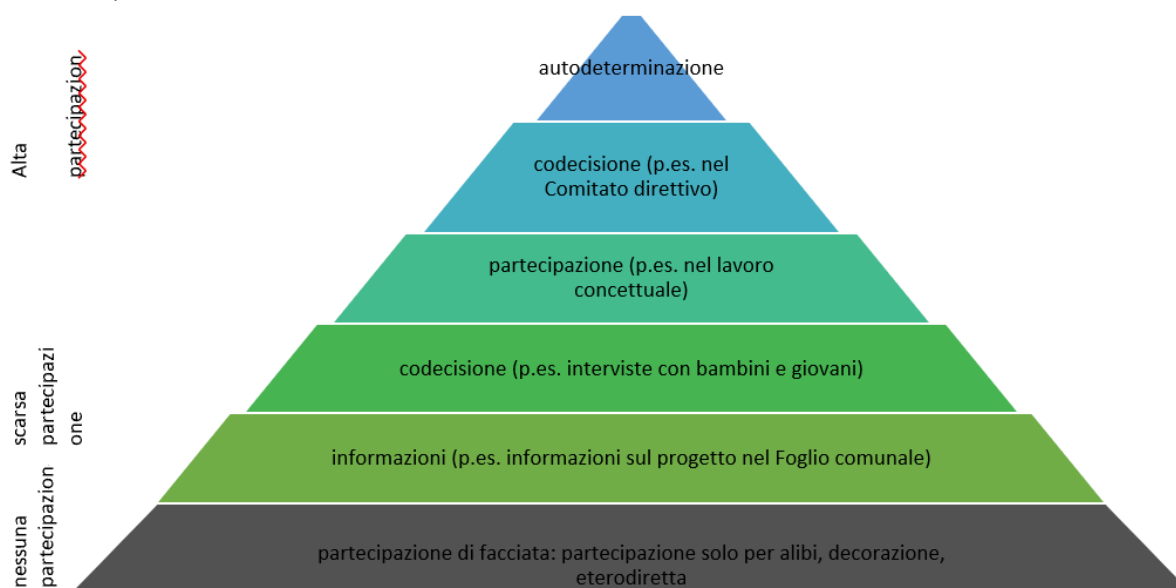 autodeterminazione
codecisione (p.es. nel
Comitato direttivo)
partecipazione (p.es. nel lavoro
concettuale)
codecisione (p.es. interviste con bambini e giovani)
informazioni (p.es. informazioni sul progetto nel Foglio comunale)
partecipazione di facciata: partecipazione solo per alibi, decorazione,
eterodiretta
Alta
partecipazion
scarsa
partecipazi
one
nessuna
partecipazion